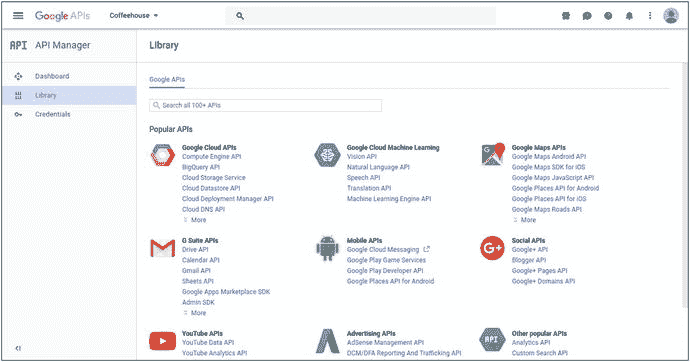 Google APIs Coffeehouse
API API Manager
Library
Dashboard
Library
Credentials
Google APIs
Search all 100+ APIs
Popular APIs
Google Cloud APIs
Compute Engine API
BigQuery API
Cloud Storage Service
Cloud Datastore API
Cloud Deployment Manager API
Cloud DNS API
More
Google Cloud Machine Learning
Vision API
Natural Language API
Speech API
Translation API
Machine Learning Engine API
Google Maps APIs
Google Maps Android API
Google Maps SDK for iOS
Google Maps JavaScript API
Google Places API for Android
Google Places API for iOS
Google Maps Roads API
More
G Suite APIs
Drive API
Calendar API
Gmail API
Sheets API
Google Apps Marketplace SDK
Admin SDK
More
Mobile APIs
Google Cloud Messaging
Google Play Game Services
Google Play Developer API
Google Places API for Android
Social APIs
Google+ API
Blogger API
Google+ Pages API
Google+ Domains API
YouTube APIs
YouTube Data API
YouTube Analytics API
Advertising APIs
AdSense Management API
DCM/DFA Reporting And Trafficking API
API
Other popular APIs
Analytics API
Custom Search API